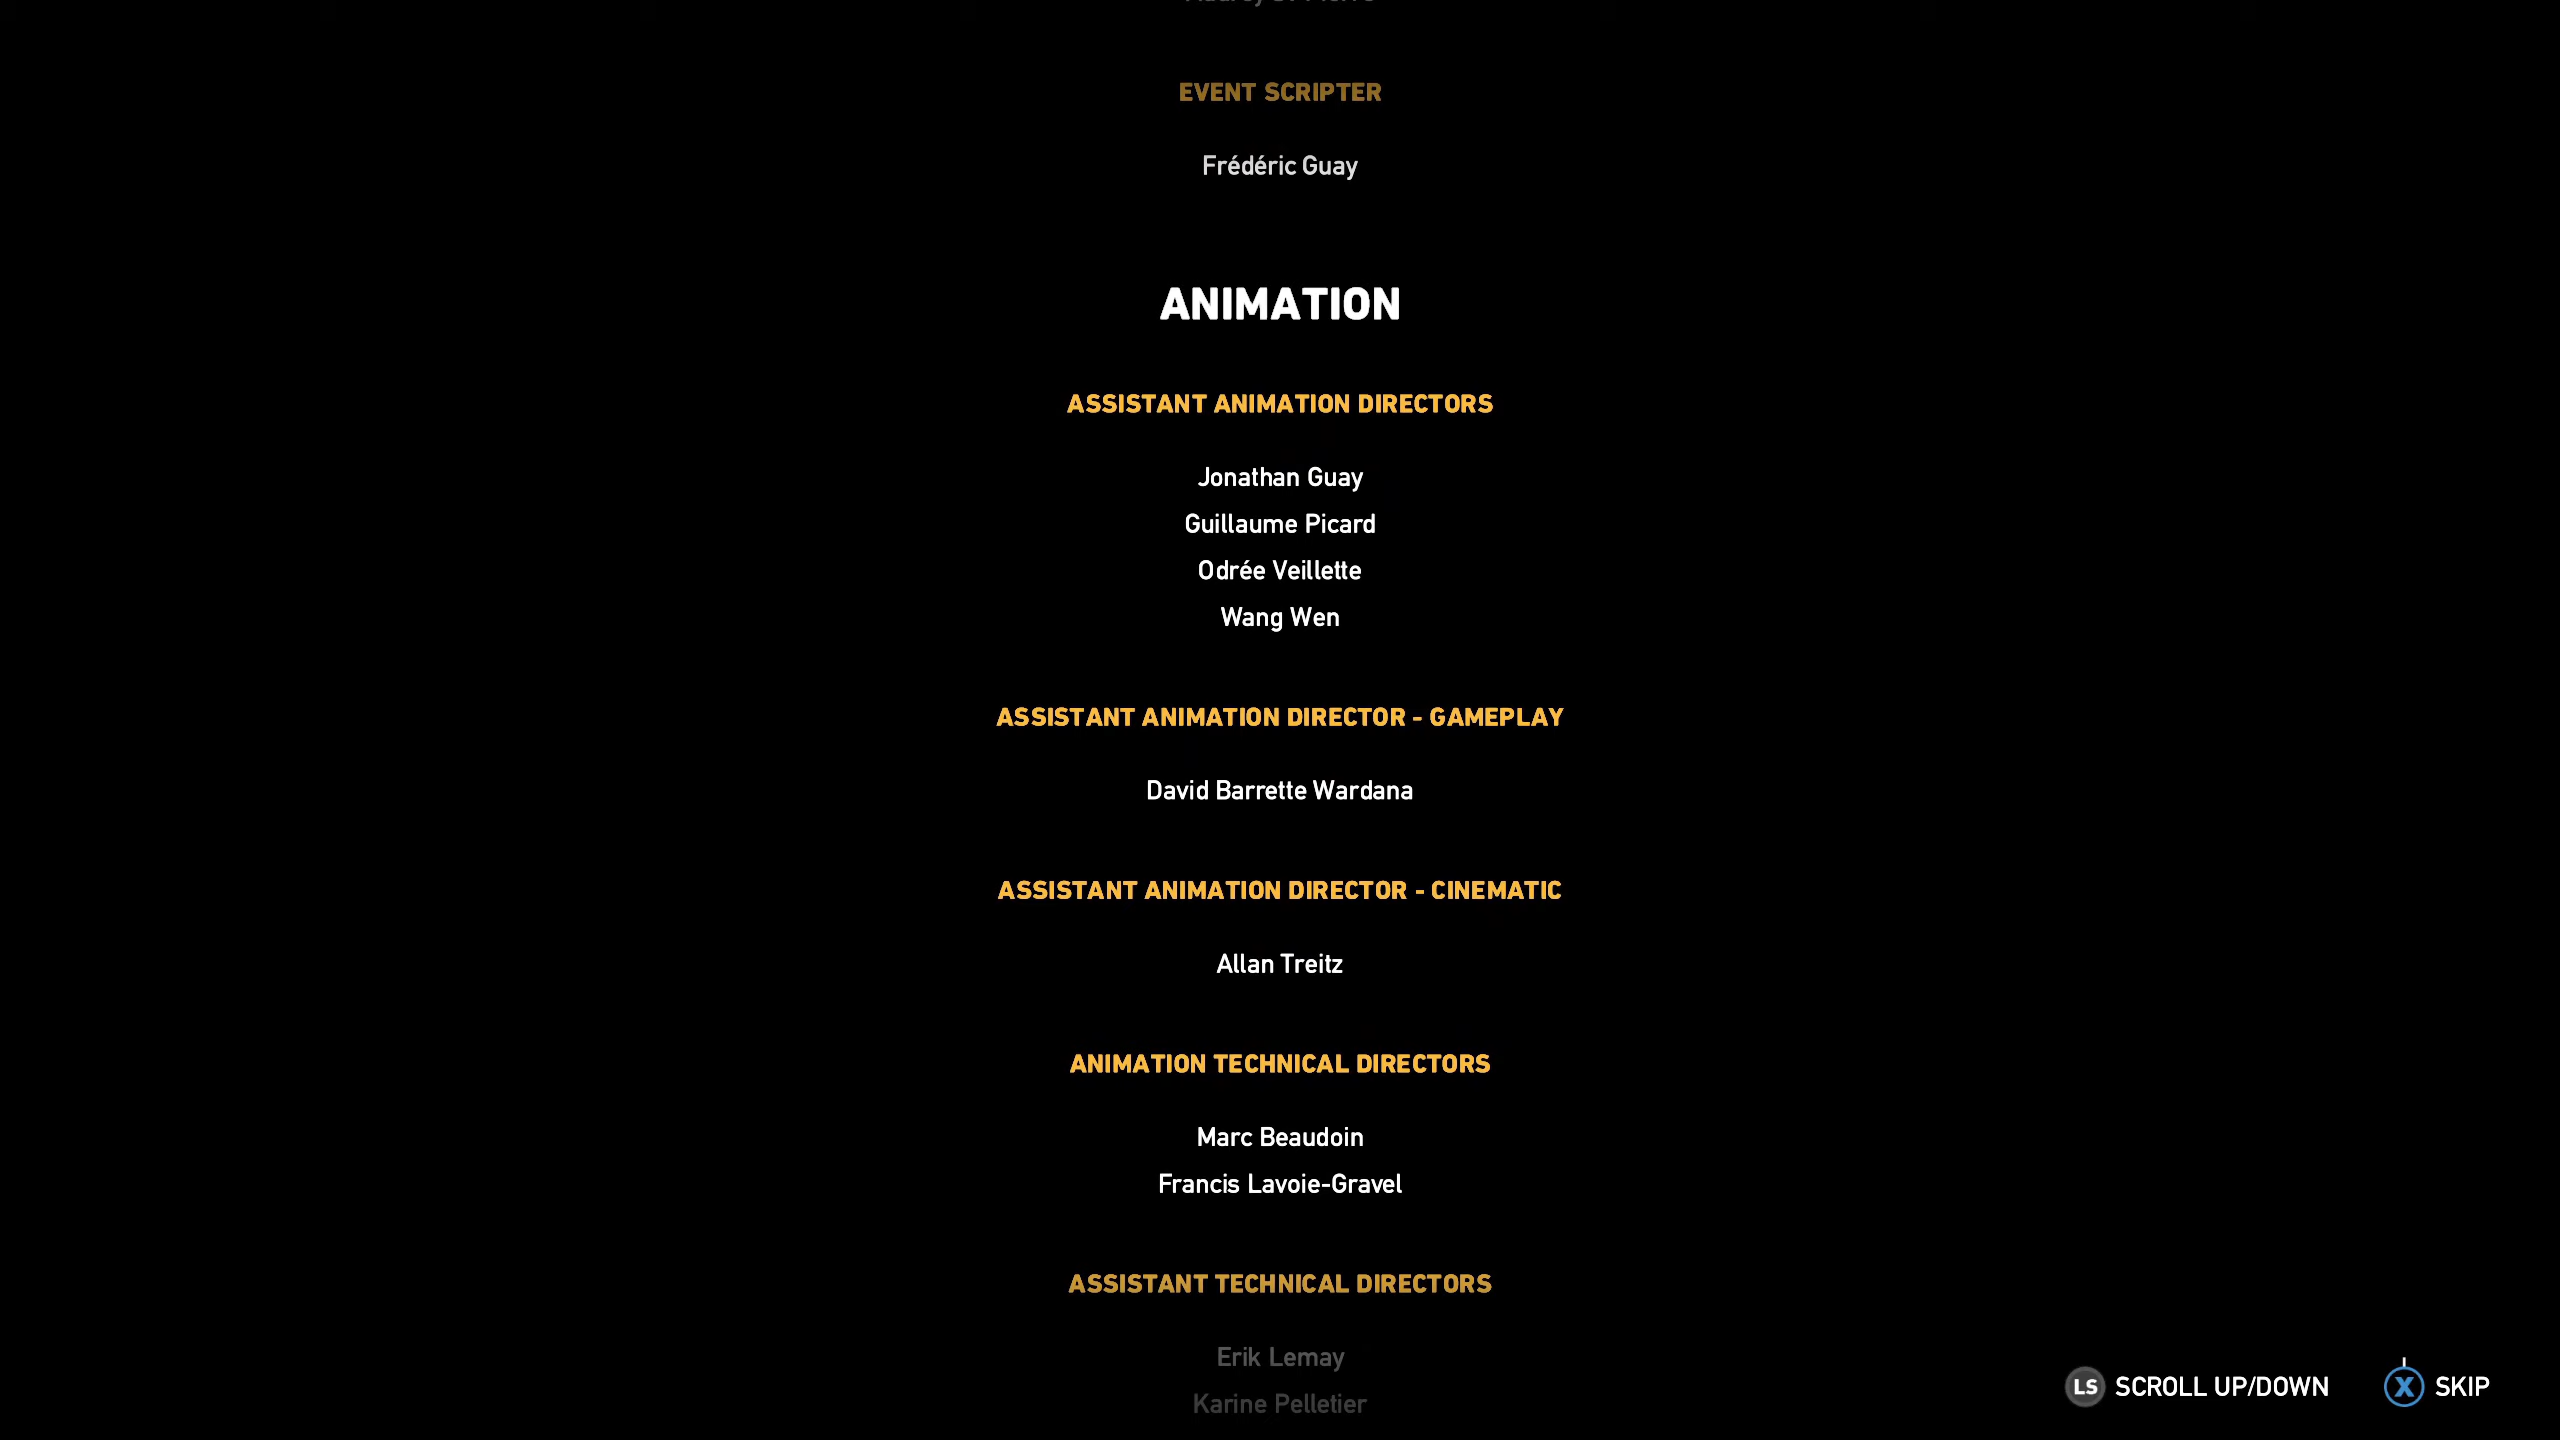 EVENT SCRIPTER
Frédéric Guay
ANIMATION
ASSISTANT ANIMATION DIRECTORS
Jonathan Guay
Guillaume Picard
Odrée Veillette
Wang Wen
ASSISTANT ANIMATION DIRECTOR - GAMEPLAY
David Barrette Wardana
ASSISTANT ANIMATION DIRECTOR - CINEMATIC
Allan Treitz
ANIMATION TECHNICAL DIRECTORS
Marc Beaudoin
Francis Lavoie-Gravel
ASSISTANT TECHNICAL DIRECTORS
Erik Lemay
Karine Pelletier
LS SCROLL UP/DOWN X SKIP